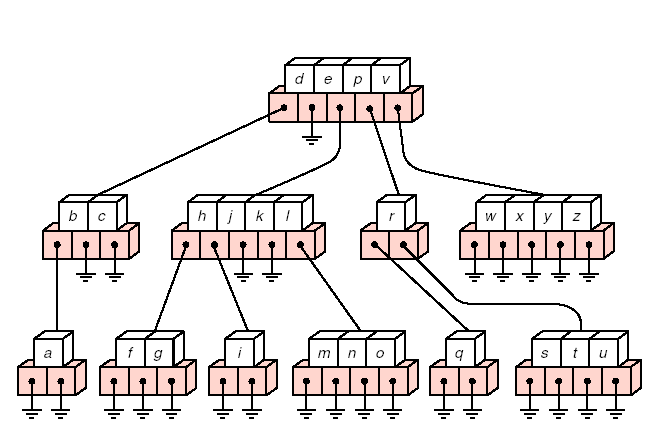 d e p v
b c h j k l r w x y z
a f g i m n o q s t u